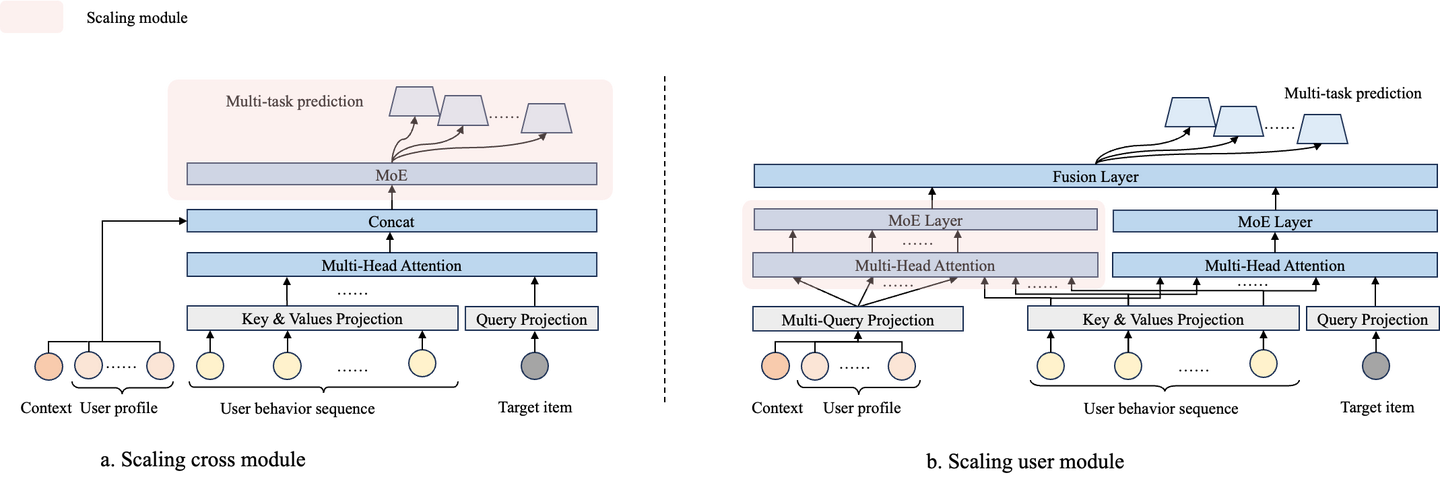 Scaling module
Multi-task prediction
......
MoE
Concat
Multi-Head Attention
......
Key & Values Projection
Query Projection
......
......
Context
User profile
User behavior sequence
Target item
a. Scaling cross module
Multi-task prediction
......
Fusion Layer
MoE Layer
MoE Layer
......
Multi-Head Attention
Multi-Head Attention
......
......
......
Multi-Query Projection
Key & Values Projection
Query Projection
......
......
Context
User profile
User behavior sequence
Target item
b. Scaling user module